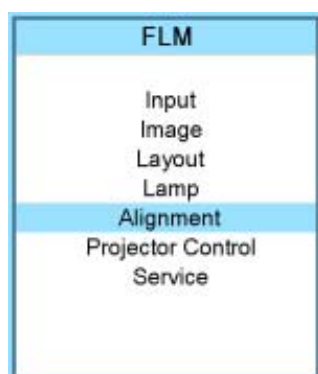 FLM
Input
Image
Layout
Lamp
Alignment
Projector Control
Service